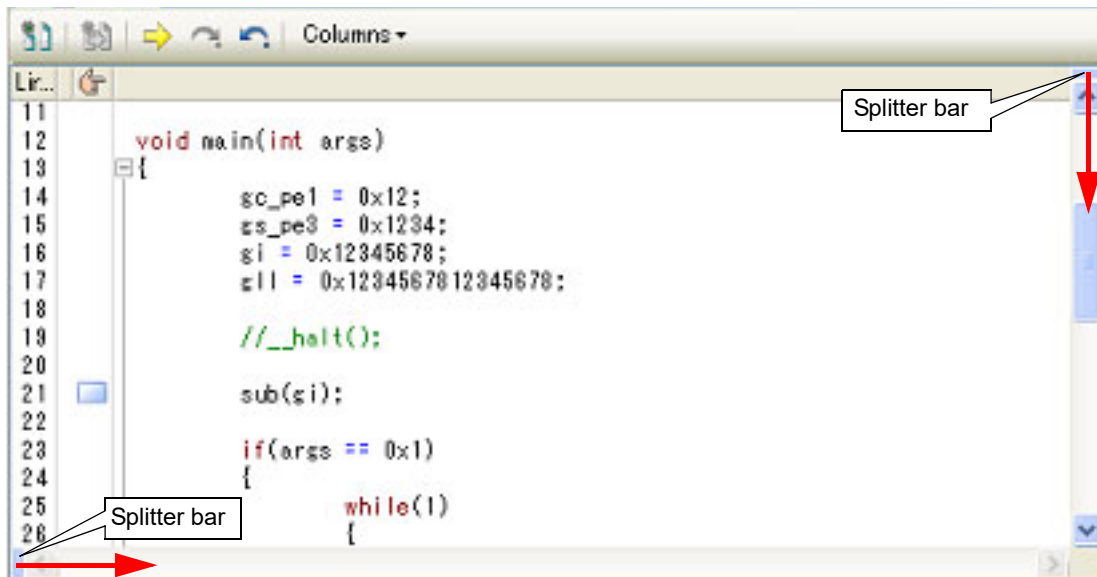 Columns
Lir...
Splitter bar
11
12 void main(int args)
13 {
14 gc_pe1 = 0x12;
15 gs_pe3 = 0x1234;
16 gi = 0x12345678;
17 gll = 0x1234567812345678;
18
19 //__halt();
20
21 sub(gi);
22
23 if(args == 0x1)
24 {
25 while(1)
Splitter bar
26 {